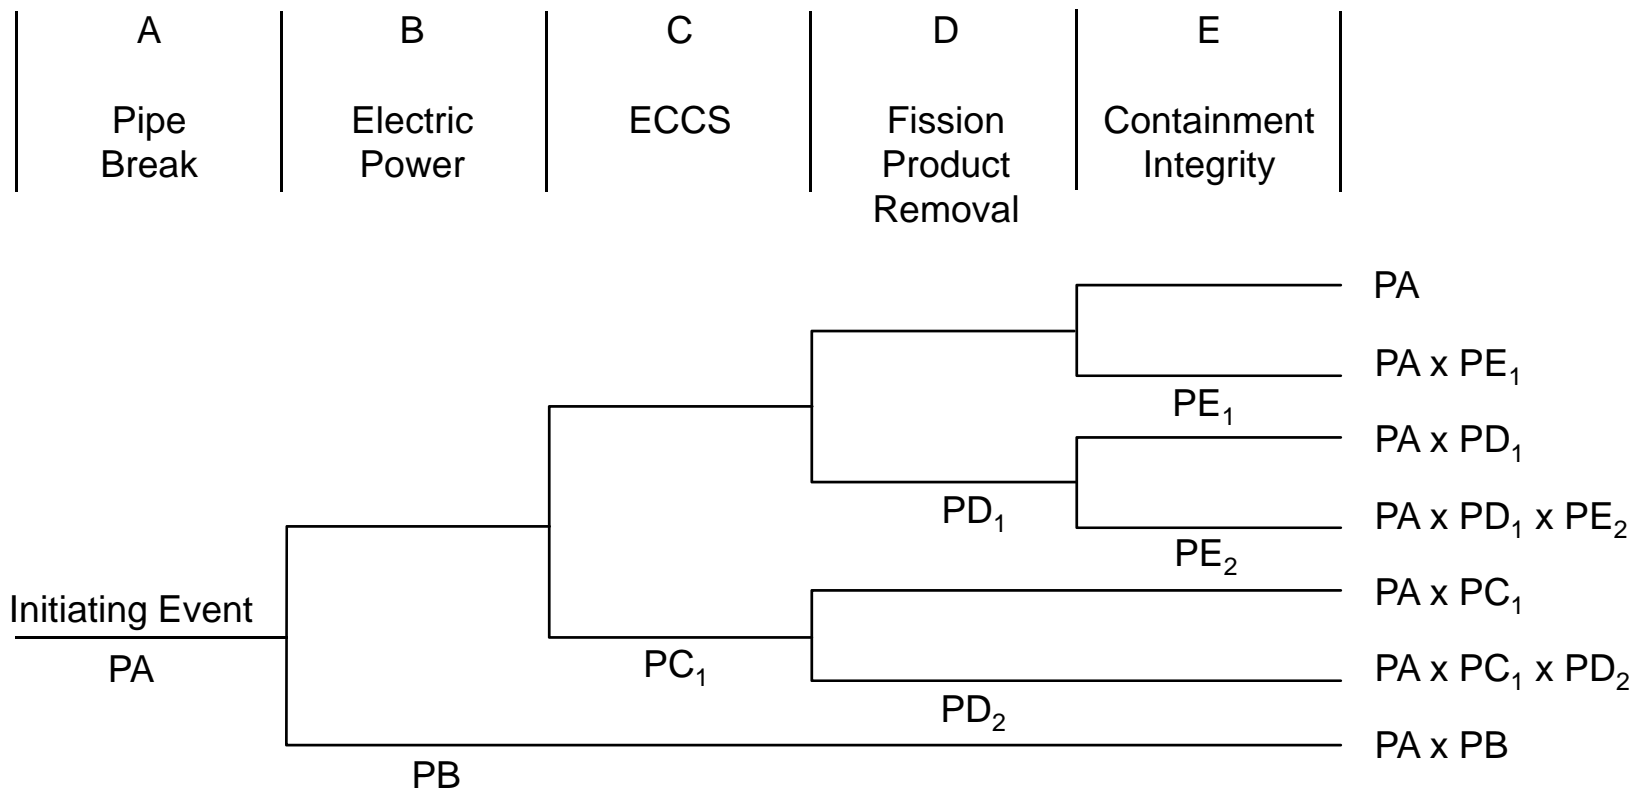 A
B
C
D
E
Pipe
Break
Electric
Power
ECCS
Fission
Product
Removal
Containment
Integrity
PA
PA x PE₁
PE₁
PA x PD₁
PD₁
PA x PD₁ x PE₂
PE₂
PA x PC₁
Initiating Event
PA
PC₁
PA x PC₁ x PD₂
PD₂
PA x PB
PB